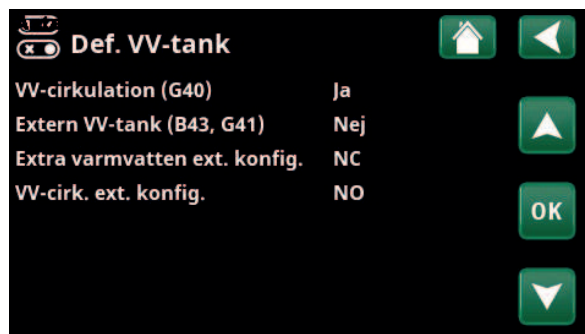 Def. VV-tank
VV-cirkulation (G40) Ja
Extern VV-tank (B43, G41) Nej
Extra varmvatten ext. konfig. NC
VV-cirk. ext. konfig. NO
OK